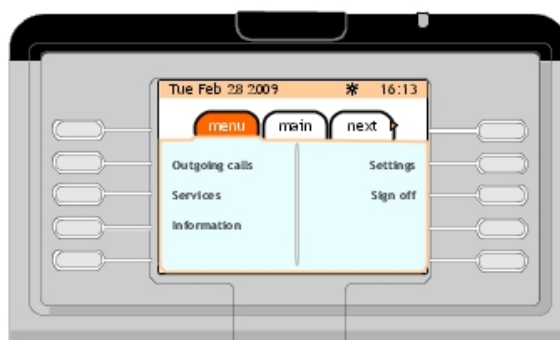 Tue Feb 28 2009 16:13
menu main next
Outgoing calls Settings
Services Sign off
Information